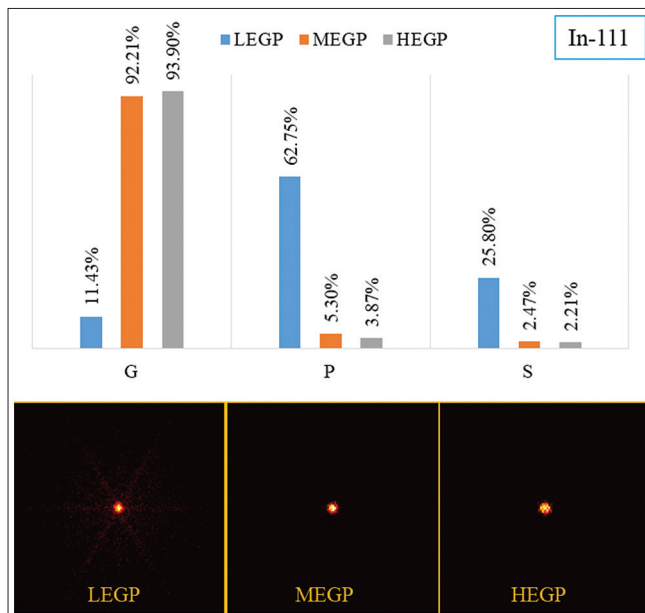 LEGP MEGP HEGP
In-111
11.43%
92.21%
93.90%
62.75%
5.30%
3.87%
25.80%
2.47%
2.21%
G P S
LEGP MEGP HEGP